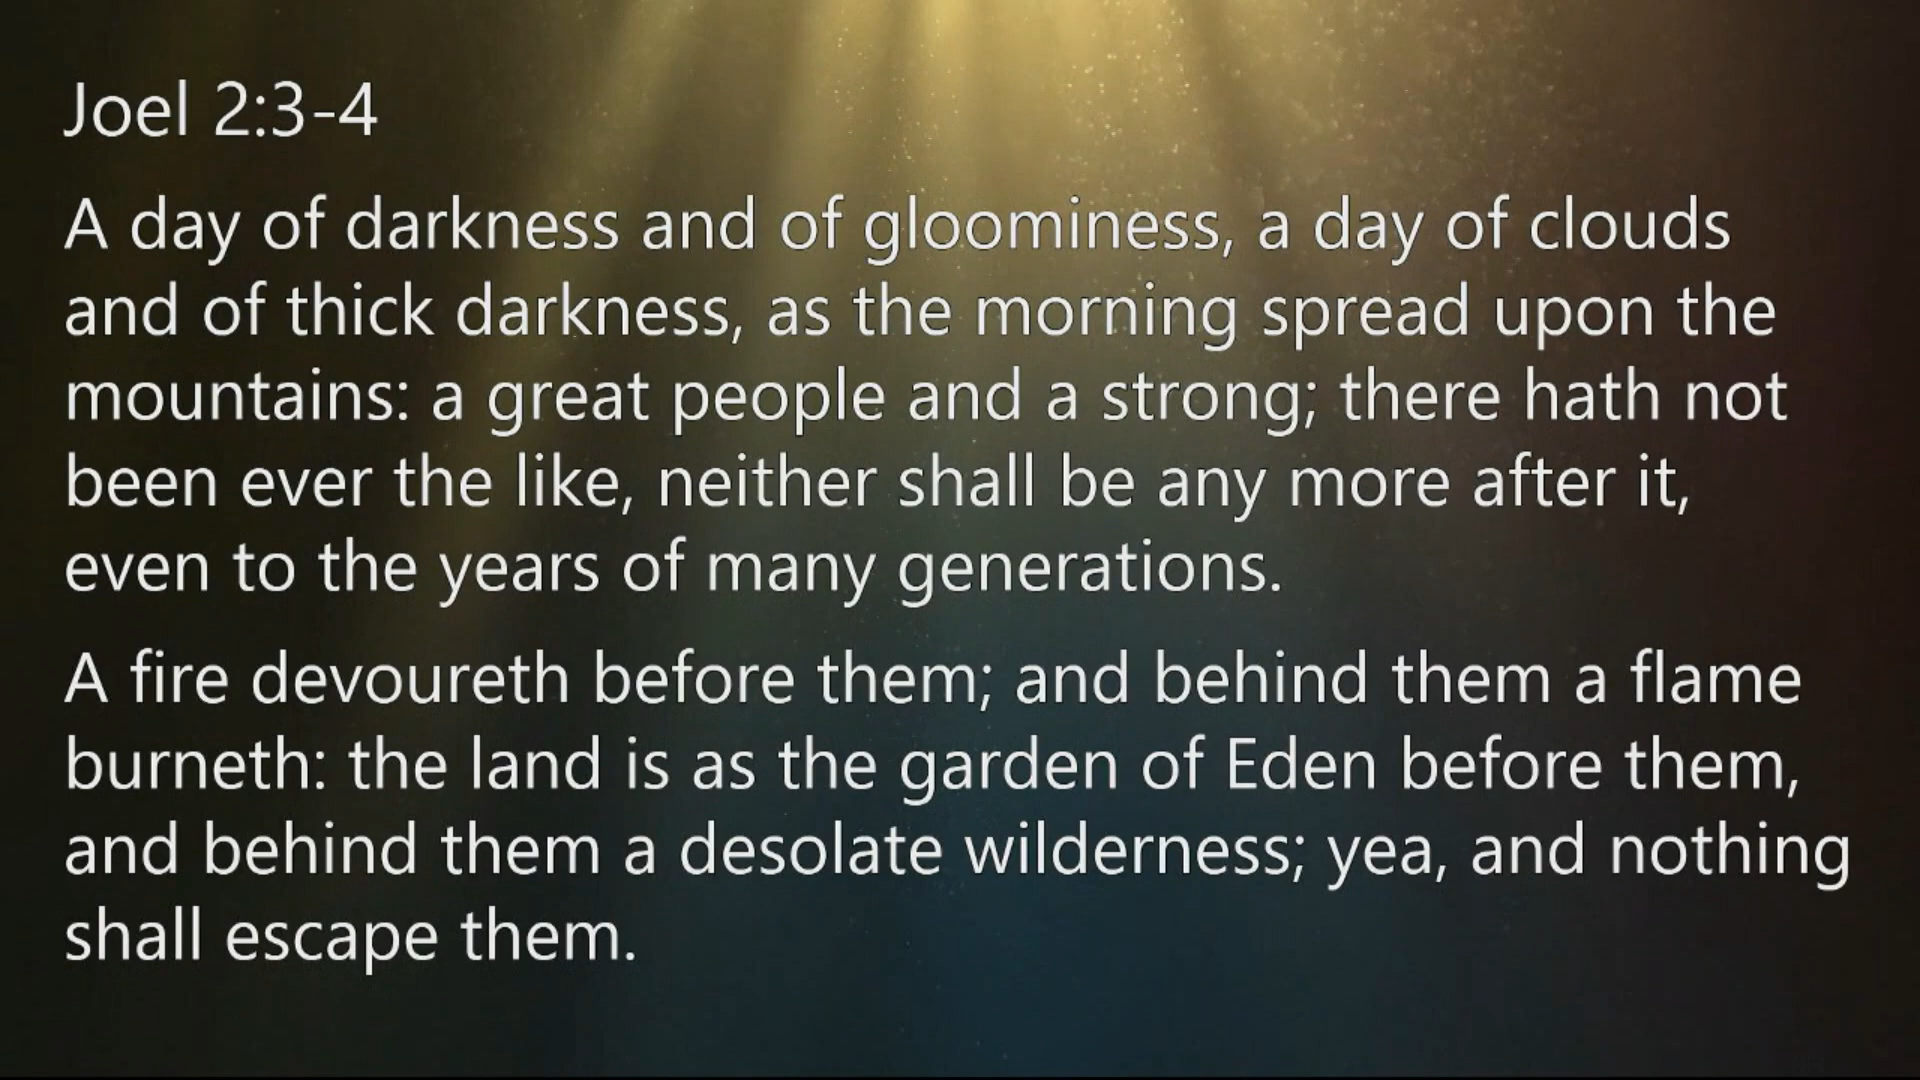 Joel 2:3-4
A day of darkness and of gloominess, a day of clouds
and of thick darkness, as the morning spread upon the
mountains: a great people and a strong; there hath not
been ever the like, neither shall be any more after it,
even to the years of many generations.
A fire devoureth before them; and behind them a flame
burneth: the land is as the garden of Eden before them,
and behind them a desolate wilderness; yea, and nothing
shall escape them.